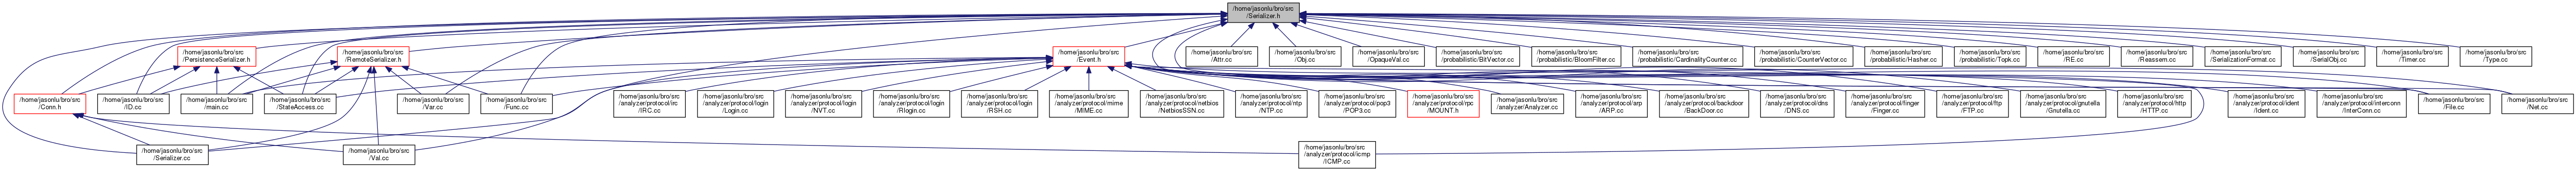 /home/jasonlu/bro/src
/Serializer.h
/home/jasonlu/bro/src
/PersistenceSerializer.h
/home/jasonlu/bro/src
/RemoteSerializer.h
/home/jasonlu/bro/src
/Event.h
/home/jasonlu/bro/src
/Attr.cc
/home/jasonlu/bro/src
/Obj.cc
/home/jasonlu/bro/src
/OpaqueVal.cc
/home/jasonlu/bro/src
/probabilistic/BitVector.cc
/home/jasonlu/bro/src
/probabilistic/BloomFilter.cc
/home/jasonlu/bro/src
/probabilistic/CardinalityCounter.cc
/home/jasonlu/bro/src
/probabilistic/CounterVector.cc
/home/jasonlu/bro/src
/probabilistic/Hasher.cc
/home/jasonlu/bro/src
/probabilistic/Topk.cc
/home/jasonlu/bro/src
/RE.cc
/home/jasonlu/bro/src
/Reassem.cc
/home/jasonlu/bro/src
/SerializationFormat.cc
/home/jasonlu/bro/src
/SerialObj.cc
/home/jasonlu/bro/src
/Timer.cc
/home/jasonlu/bro/src
/Type.cc
/home/jasonlu/bro/src
/Conn.h
/home/jasonlu/bro/src
/ID.cc
/home/jasonlu/bro/src
/main.cc
/home/jasonlu/bro/src
/StateAccess.cc
/home/jasonlu/bro/src
/Var.cc
/home/jasonlu/bro/src
/Func.cc
/home/jasonlu/bro/src
/analyzer/protocol/irc
/IRC.cc
/home/jasonlu/bro/src
/analyzer/protocol/login
/Login.cc
/home/jasonlu/bro/src
/analyzer/protocol/login
/NVT.cc
/home/jasonlu/bro/src
/analyzer/protocol/login
/Rlogin.cc
/home/jasonlu/bro/src
/analyzer/protocol/login
/RSH.cc
/home/jasonlu/bro/src
/analyzer/protocol/mime
/MIME.cc
/home/jasonlu/bro/src
/analyzer/protocol/netbios
/NetbiosSSN.cc
/home/jasonlu/bro/src
/analyzer/protocol/ntp
/NTP.cc
/home/jasonlu/bro/src
/analyzer/protocol/pop3
/POP3.cc
/home/jasonlu/bro/src
/analyzer/protocol/rpc
/MOUNT.h
/home/jasonlu/bro/src
/analyzer/Analyzer.cc
/home/jasonlu/bro/src
/analyzer/protocol/arp
/ARP.cc
/home/jasonlu/bro/src
/analyzer/protocol/backdoor
/BackDoor.cc
/home/jasonlu/bro/src
/analyzer/protocol/dns
/DNS.cc
/home/jasonlu/bro/src
/analyzer/protocol/finger
/Finger.cc
/home/jasonlu/bro/src
/analyzer/protocol/ftp
/FTP.cc
/home/jasonlu/bro/src
/analyzer/protocol/gnutella
/Gnutella.cc
/home/jasonlu/bro/src
/analyzer/protocol/http
/HTTP.cc
/home/jasonlu/bro/src
/analyzer/protocol/ident
/Ident.cc
/home/jasonlu/bro/src
/analyzer/protocol/interconn
/InterConn.cc
/home/jasonlu/bro/src
/File.cc
/home/jasonlu/bro/src
/Net.cc
/home/jasonlu/bro/src
/Serializer.cc
/home/jasonlu/bro/src
/Val.cc
/home/jasonlu/bro/src
/analyzer/protocol/icmp
/ICMP.cc